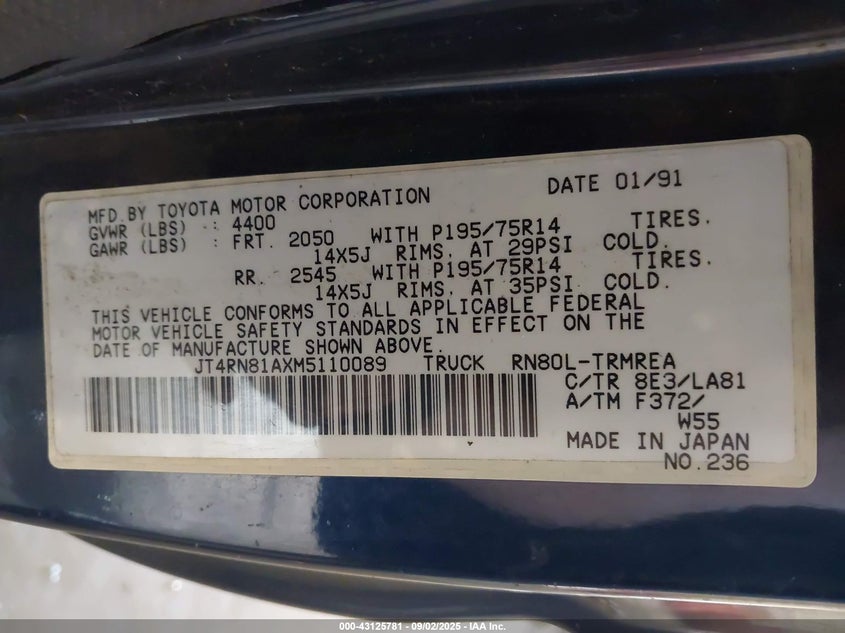 MFD.BY TOYOTA MOTOR CORPORATION DATE 01/91
GVWR (LBS) : 4400
GAWR (LBS) : FRT. 2050 WITH P195/75R14 TIRES.
14X5J RIMS. AT 29PSI COLD.
RR. 2545 WITH P195/75R14 TIRES.
14X5J RIMS. AT 35PSI COLD.
THIS VEHICLE CONFORMS TO ALL APPLICABLE FEDERAL
MOTOR VEHICLE SAFETY STANDARDS IN EFFECT ON THE
DATE OF MANUFACTURE SHOWN ABOVE.
JT4RN81AXM5110089 TRUCK RN80L-TRMREA
C/TR 8E3/LA81
A/TM F372/
W55
MADE IN JAPAN
NO.236
000-43125781 - 09/02/2025 - IAA Inc.